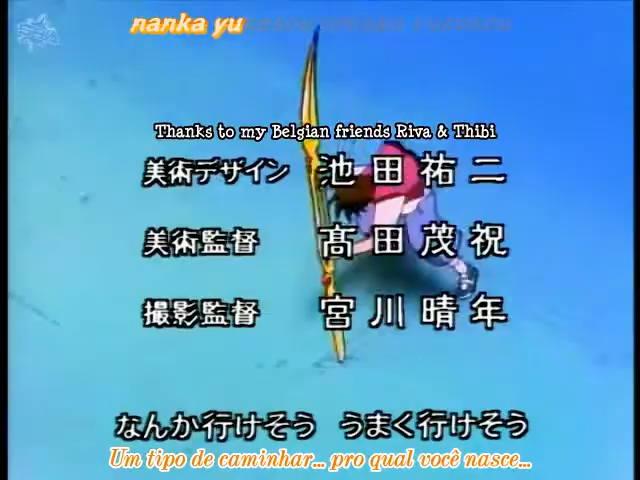 nanka yu
Thanks to my Belgian friends Riva & Thibi
美術デザイン 池田祐二
美術監督 髙田茂祝
撮影監督 宮川晴年
なんか行けそう うまく行けそう
Um tipo de caminhar... pro qual você nasce...